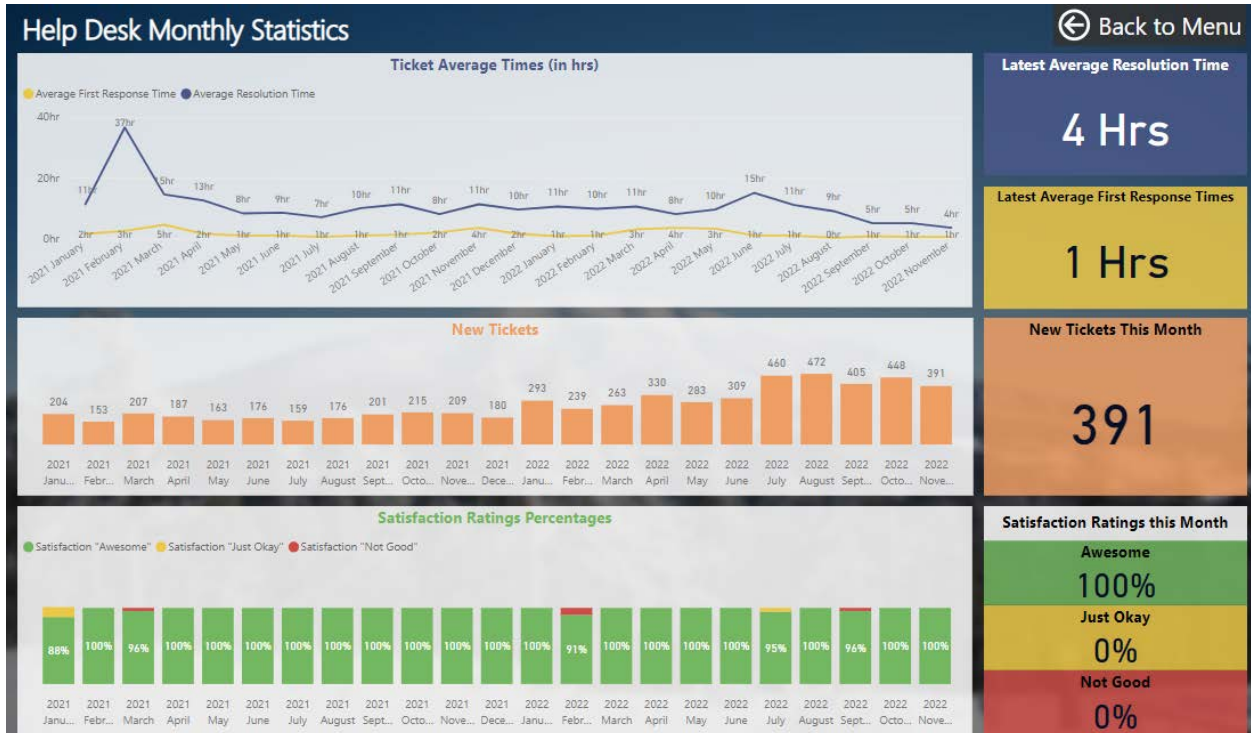 Help Desk Monthly Statistics
Back to Menu
Ticket Average Times (in hrs)
Average First Response Time Average Resolution Time
40hr
20hr
0hr
11hr 37hr 15hr 13hr 8hr 9hr 7hr 10hr 11hr 8hr 11hr 10hr 11hr 10hr 11hr 8hr 10hr 15hr 11hr 9hr 5hr 5hr 4hr
2hr 3hr 5hr 2hr 1hr 1hr 1hr 1hr 1hr 2hr 4hr 2hr 1hr 1hr 3hr 4hr 3hr 1hr 1hr 0hr 1hr 1hr 1hr
2021 January 2021 February 2021 March 2021 April 2021 May 2021 June 2021 July 2021 August 2021 September 2021 October 2021 November 2021 December 2022 January 2022 February 2022 March 2022 April 2022 May 2022 June 2022 July 2022 August 2022 September 2022 October 2022 November
Latest Average Resolution Time
4 Hrs
Latest Average First Response Times
1 Hrs
New Tickets
204 153 207 187 163 176 159 176 201 215 209 180 293 239 263 330 283 309 460 472 405 448 391
2021 2021 2021 2021 2021 2021 2021 2021 2021 2021 2021 2021 2022 2022 2022 2022 2022 2022 2022 2022 2022 2022 2022
Janu... Febr... March April May June July August Sept... Octo... Nove... Dece... Janu... Febr... March April May June July August Sept... Octo... Nove...
New Tickets This Month
391
Satisfaction Ratings Percentages
Satisfaction "Awesome" Satisfaction "Just Okay" Satisfaction "Not Good"
88% 100% 96% 100% 100% 100% 100% 100% 100% 100% 100% 100% 100% 91% 100% 100% 100% 100% 95% 100% 96% 100% 100%
2021 2021 2021 2021 2021 2021 2021 2021 2021 2021 2021 2021 2022 2022 2022 2022 2022 2022 2022 2022 2022 2022 2022
Janu... Febr... March April May June July August Sept... Octo... Nove... Dece... Janu... Febr... March April May June July August Sept... Octo... Nove...
Satisfaction Ratings this Month
Awesome
100%
Just Okay
0%
Not Good
0%